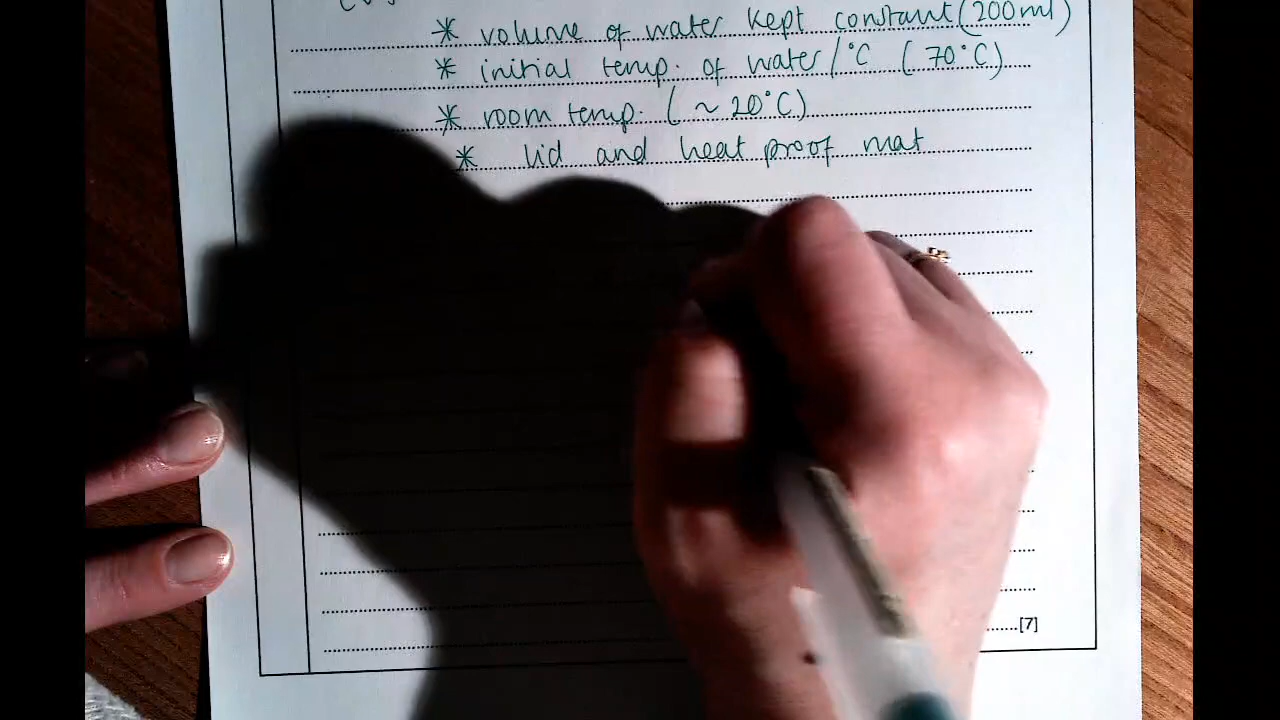 * volume of water kept constant (200ml)
* initial temp. of water / °C (70°C)
* room temp. (~ 20°C)
* lid and heat proof mat
[7]